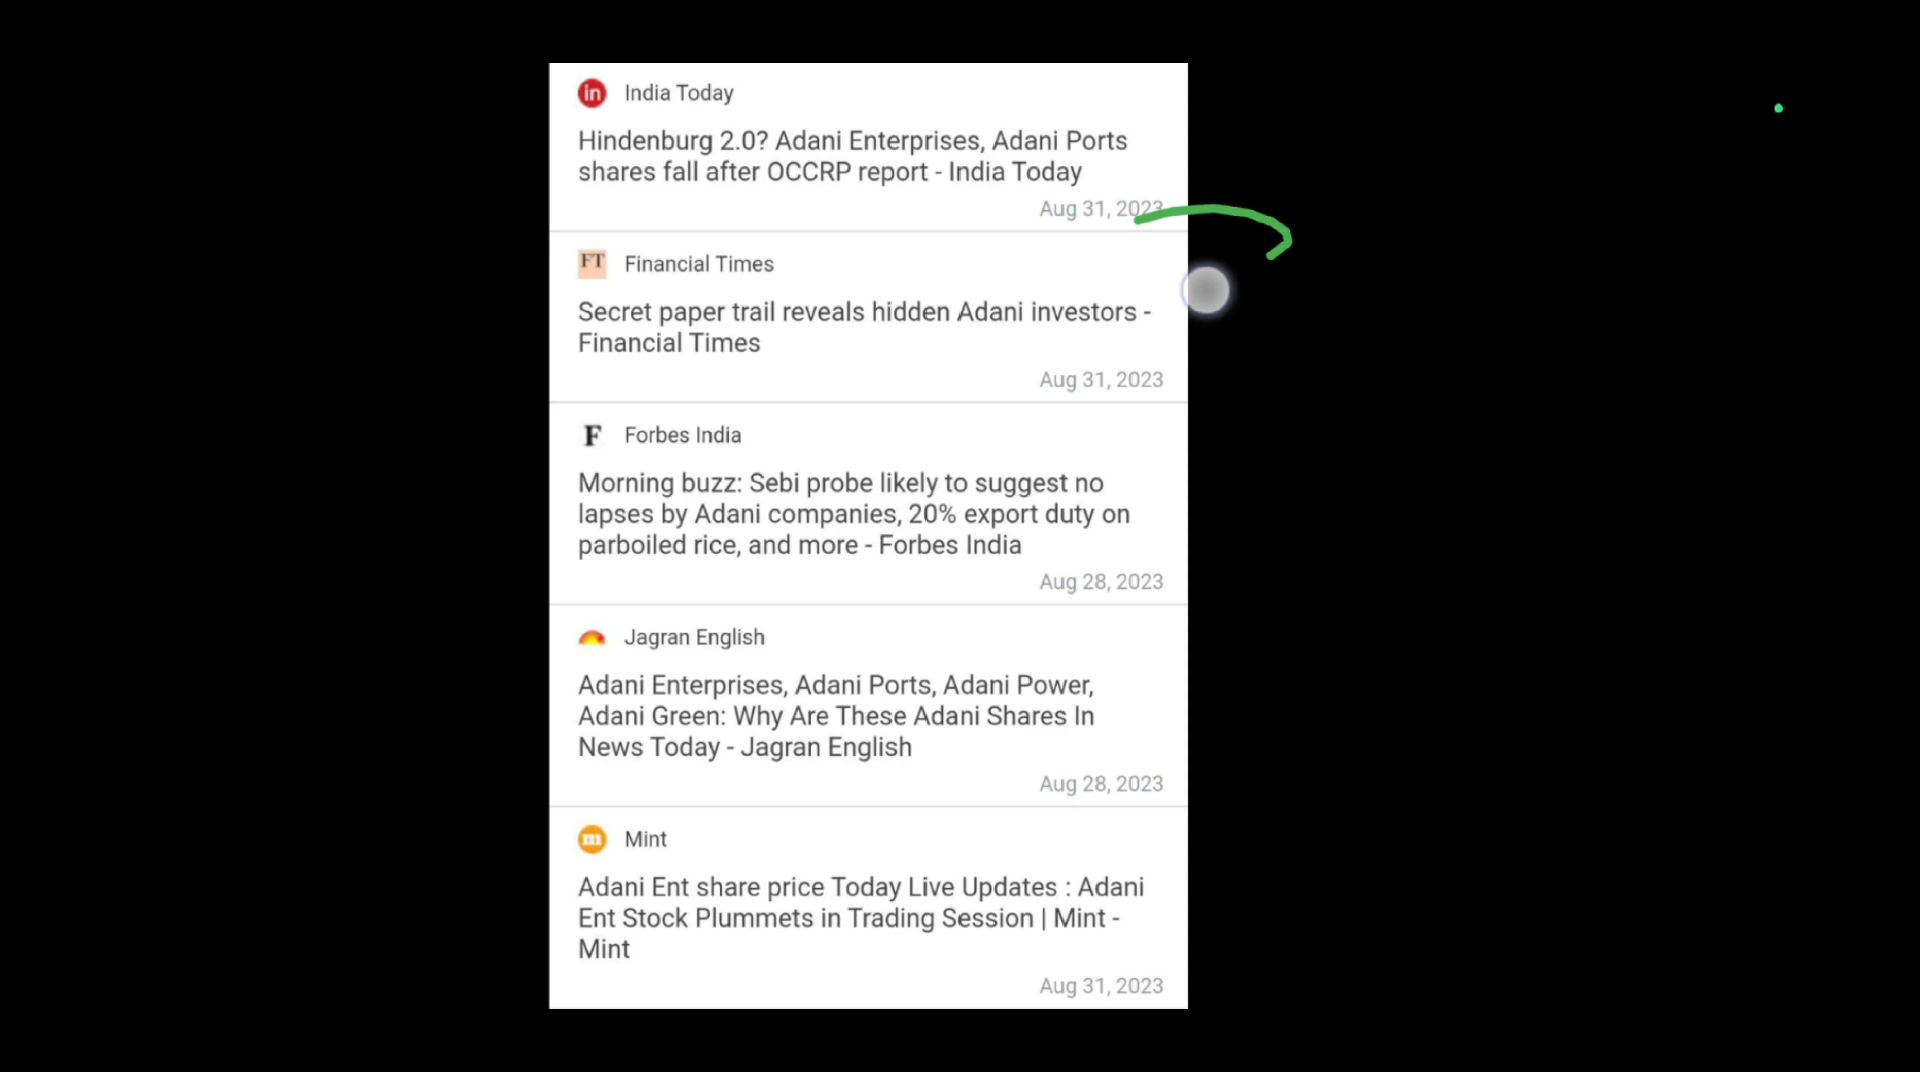 in India Today
Hindenburg 2.0? Adani Enterprises, Adani Ports
shares fall after OCCRP report - India Today
Aug 31, 2023
FT Financial Times
Secret paper trail reveals hidden Adani investors -
Financial Times
Aug 31, 2023
F Forbes India
Morning buzz: Sebi probe likely to suggest no
lapses by Adani companies, 20% export duty on
parboiled rice, and more - Forbes India
Aug 28, 2023
Jagran English
Adani Enterprises, Adani Ports, Adani Power,
Adani Green: Why Are These Adani Shares In
News Today - Jagran English
Aug 28, 2023
m Mint
Adani Ent share price Today Live Updates : Adani
Ent Stock Plummets in Trading Session | Mint -
Mint
Aug 31, 2023